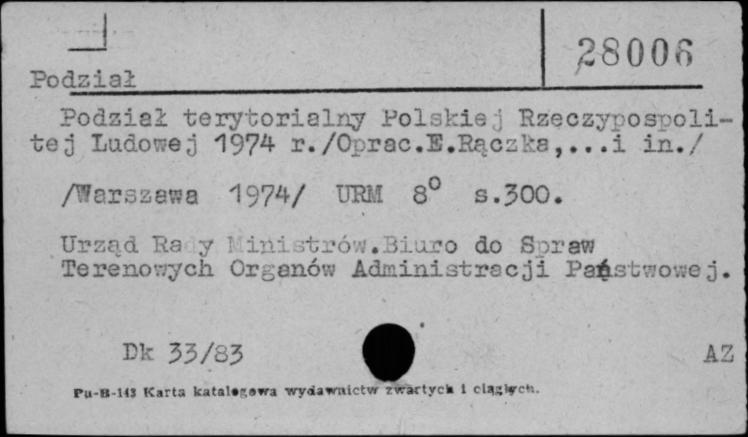 28006
Podział
Podział terytorialny Polskiej Rzeczypospoli-
tej Ludowej 1974 r./Oprac.E.Rączka,...i in./
/Warszawa 1974/ URM 8° s.300.
Urząd Rady Ministrów.Biuro do Spraw
Terenowych Organów Administracji Państwowej.
Dk 33/83
AZ
Pu-B-143 Karta katalogowa wydawnictw zwartych i ciągłych.